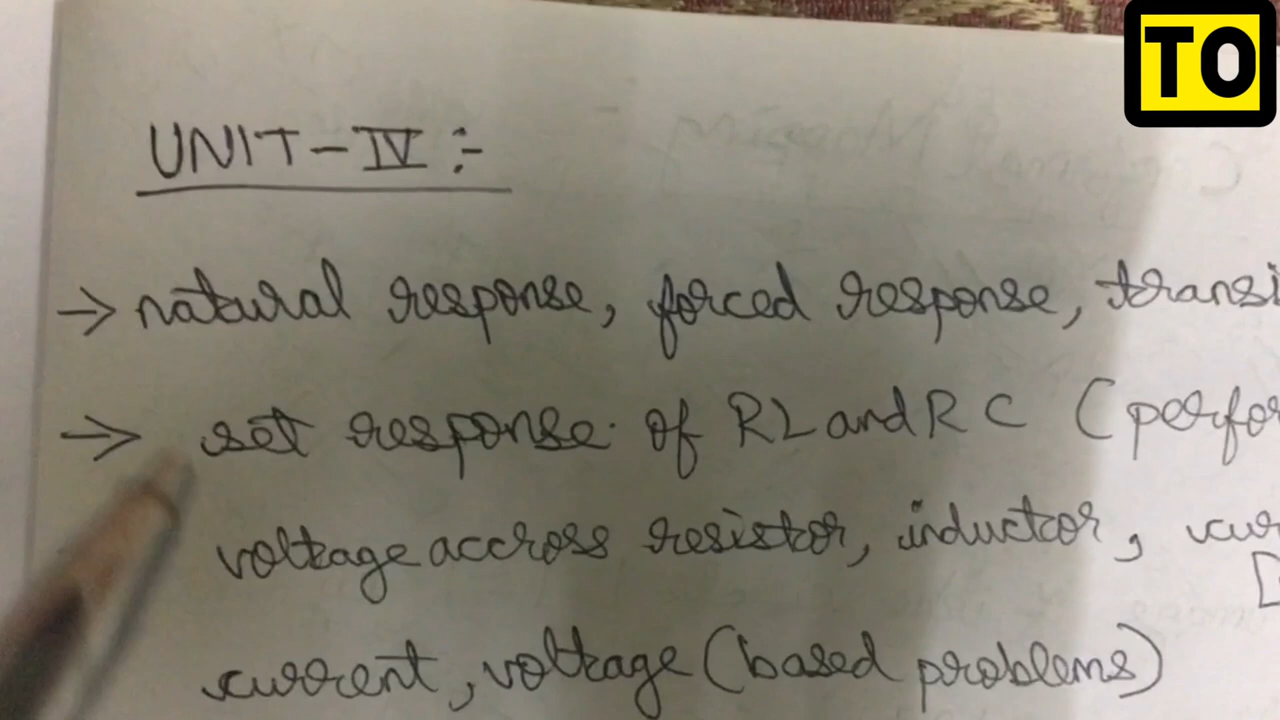 TO
UNIT-IV :-
→ natural response, forced response, transi
→ set response of RL and RC (perfo
voltage accross resistor, inductor, cur
current, voltage (based problems)